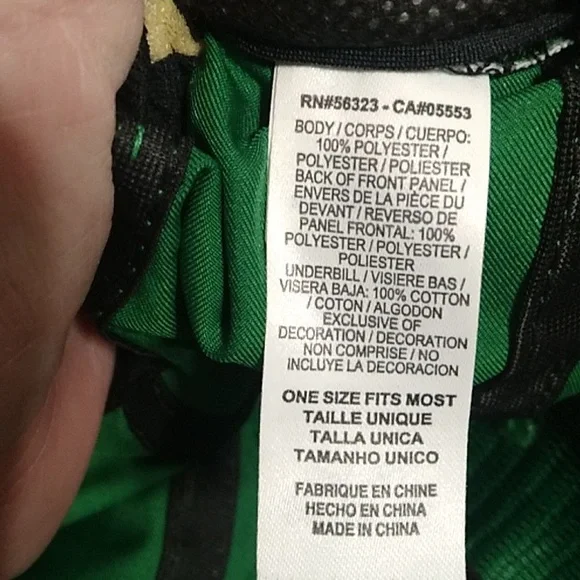 RN#56323 - CA#05553
BODY / CORPS / CUERPO:
100% POLYESTER /
POLYESTER / POLIESTER
BACK OF FRONT PANEL /
ENVERS DE LA PIÈCE DU
DEVANT / REVERSO DE
PANEL FRONTAL: 100%
POLYESTER / POLYESTER /
POLIESTER
UNDERBILL / VISIERE BAS /
VISERA BAJA: 100% COTTON
/ COTON / ALGODON
EXCLUSIVE OF
DECORATION / DECORATION
NON COMPRISE / NO
INCLUYE LA DECORACION
ONE SIZE FITS MOST
TAILLE UNIQUE
TALLA UNICA
TAMANHO UNICO
FABRIQUE EN CHINE
HECHO EN CHINA
MADE IN CHINA